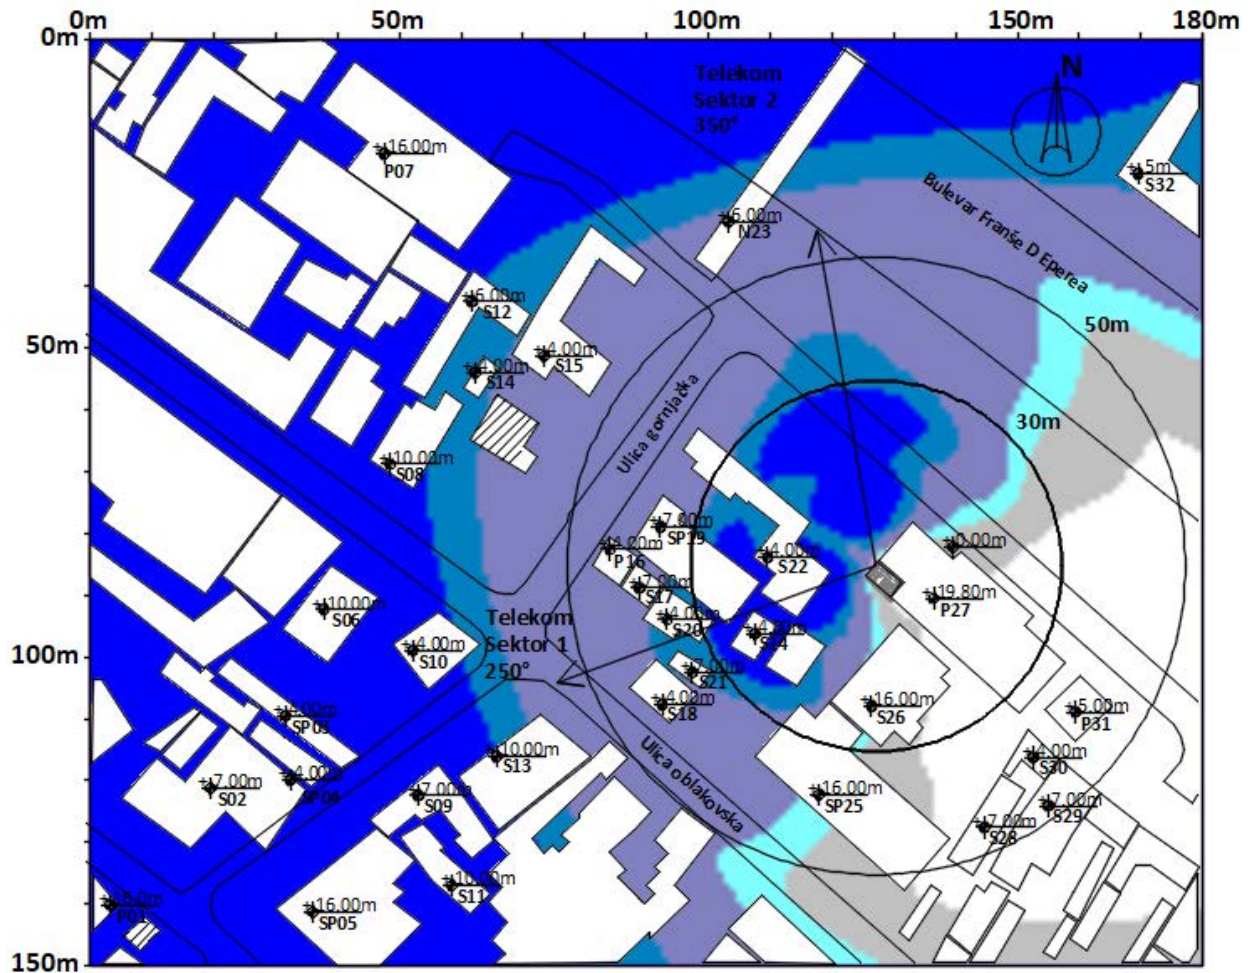 0m 50m 100m 150m 180m
0m
50m
100m
150m
Telekom
Sektor 2
350°
N
+16.00m
P07
+5m
S32
+6.00m
N23
Bulevar Franše D Eperea
+6.00m
S12
50m
+4.00m
S15
+4.00m
S14
30m
Ulica gornjačka
+10.00m
S08
+7.00m
SP19
+4.00m
P16
+4.00m
S22
+0.00m
+7.00m
S17
+19.80m
P27
+10.00m
S06
+4.00m
S20
Telekom
Sektor 1
250°
+4.00m
S24
+4.00m
S10
+7.00m
S21
+4.00m
S18
+16.00m
S26
+5.00m
P31
SP03
+10.00m
S13
+4.00m
S30
Ulica oblakovska
+7.00m
S02
+4.00m
SP04
+7.00m
S09
+16.00m
SP25
+7.00m
S29
+7.00m
S28
+10.00m
S11
P01
+16.00m
SP05